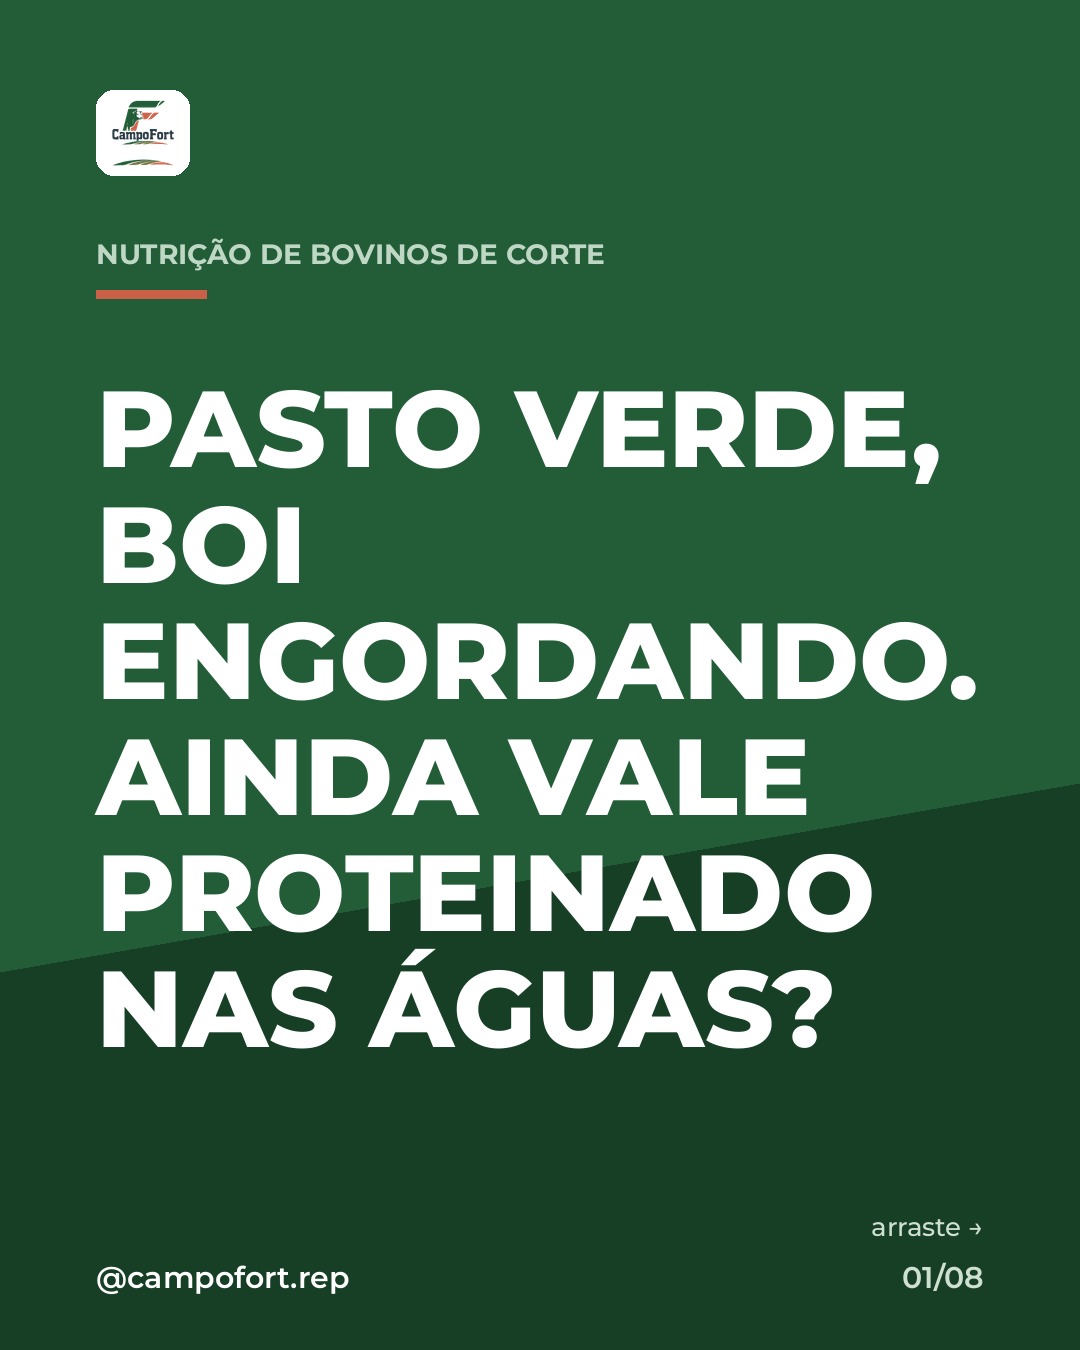 CampoFort
NUTRIÇÃO DE BOVINOS DE CORTE
PASTO VERDE,
BOI
ENGORDANDO.
AINDA VALE
PROTEINADO
NAS ÁGUAS?
arraste →
@campofort.rep
01/08